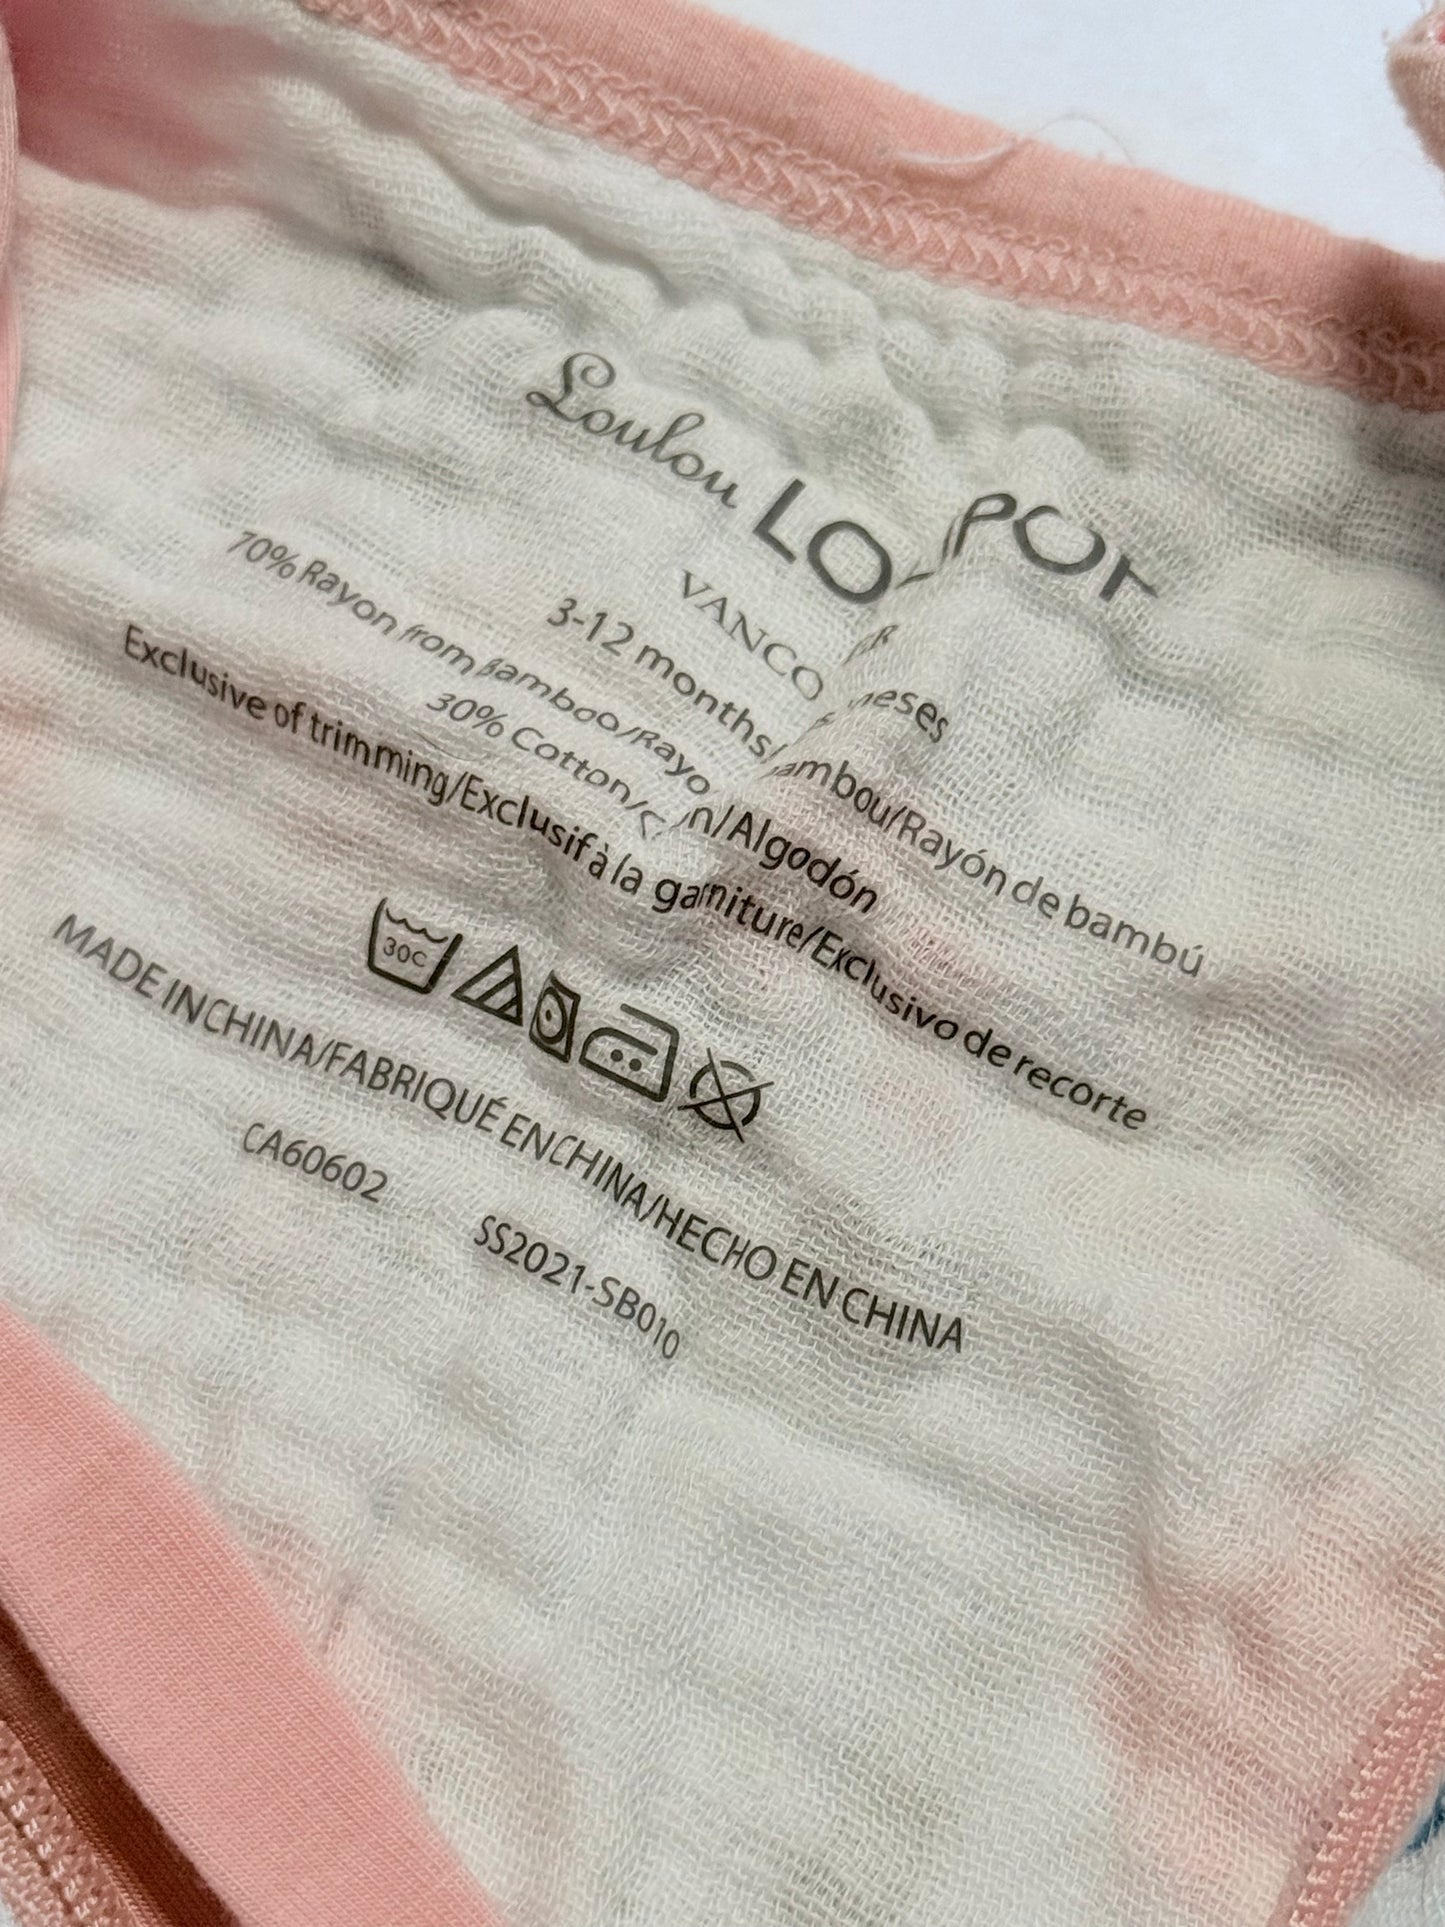 Loulou LO POP
VANCO
3-12 months/ meses
70% Rayon from Bamboo/Rayo ambou/Rayón de bambú
30% Cotton/C n/Algodón
Exclusive of trimming/Exclusif à la garniture/Exclusivo de recorte
30C
MADE IN CHINA/FABRIQUÉ EN CHINA/HECHO EN CHINA
CA60602 SS2021-SB010